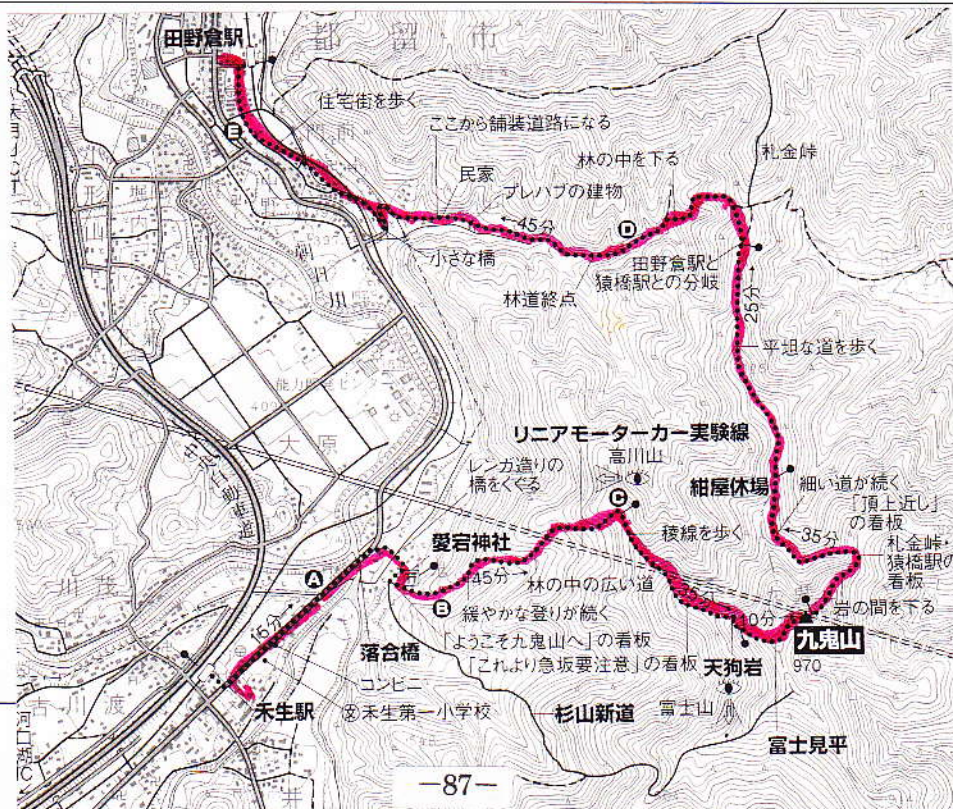 都留市
田野倉駅
住宅街を歩く
ここから舗装道路になる
林の中を下る
札金峠
E
民家
プレハブの建物
←45分
D
小さな橋
林道終点
田野倉駅と
猿橋駅との分岐
25分→
平坦な道を歩く
リニアモーターカー実験線
高川山
レンガ造りの
橋をくぐる
C
紺屋休場
細い道が続く
「頂上近し」
の看板
←35分
札金峠・
猿橋駅の
看板
稜線を歩く
愛宕神社
A
45分→
林の中の広い道
B
緩やかな登りが続く
岩の間を下る
九鬼山
970
15分
「ようこそ九鬼山へ」の看板
「これより急坂要注意」の看板
天狗岩
落合橋
コンビニ
禾生駅
禾生第一小学校
杉山新道
富士山
富士見平
大原
川茂
古川渡
河口湖IC
大月JCT
中央自動車道
―87―